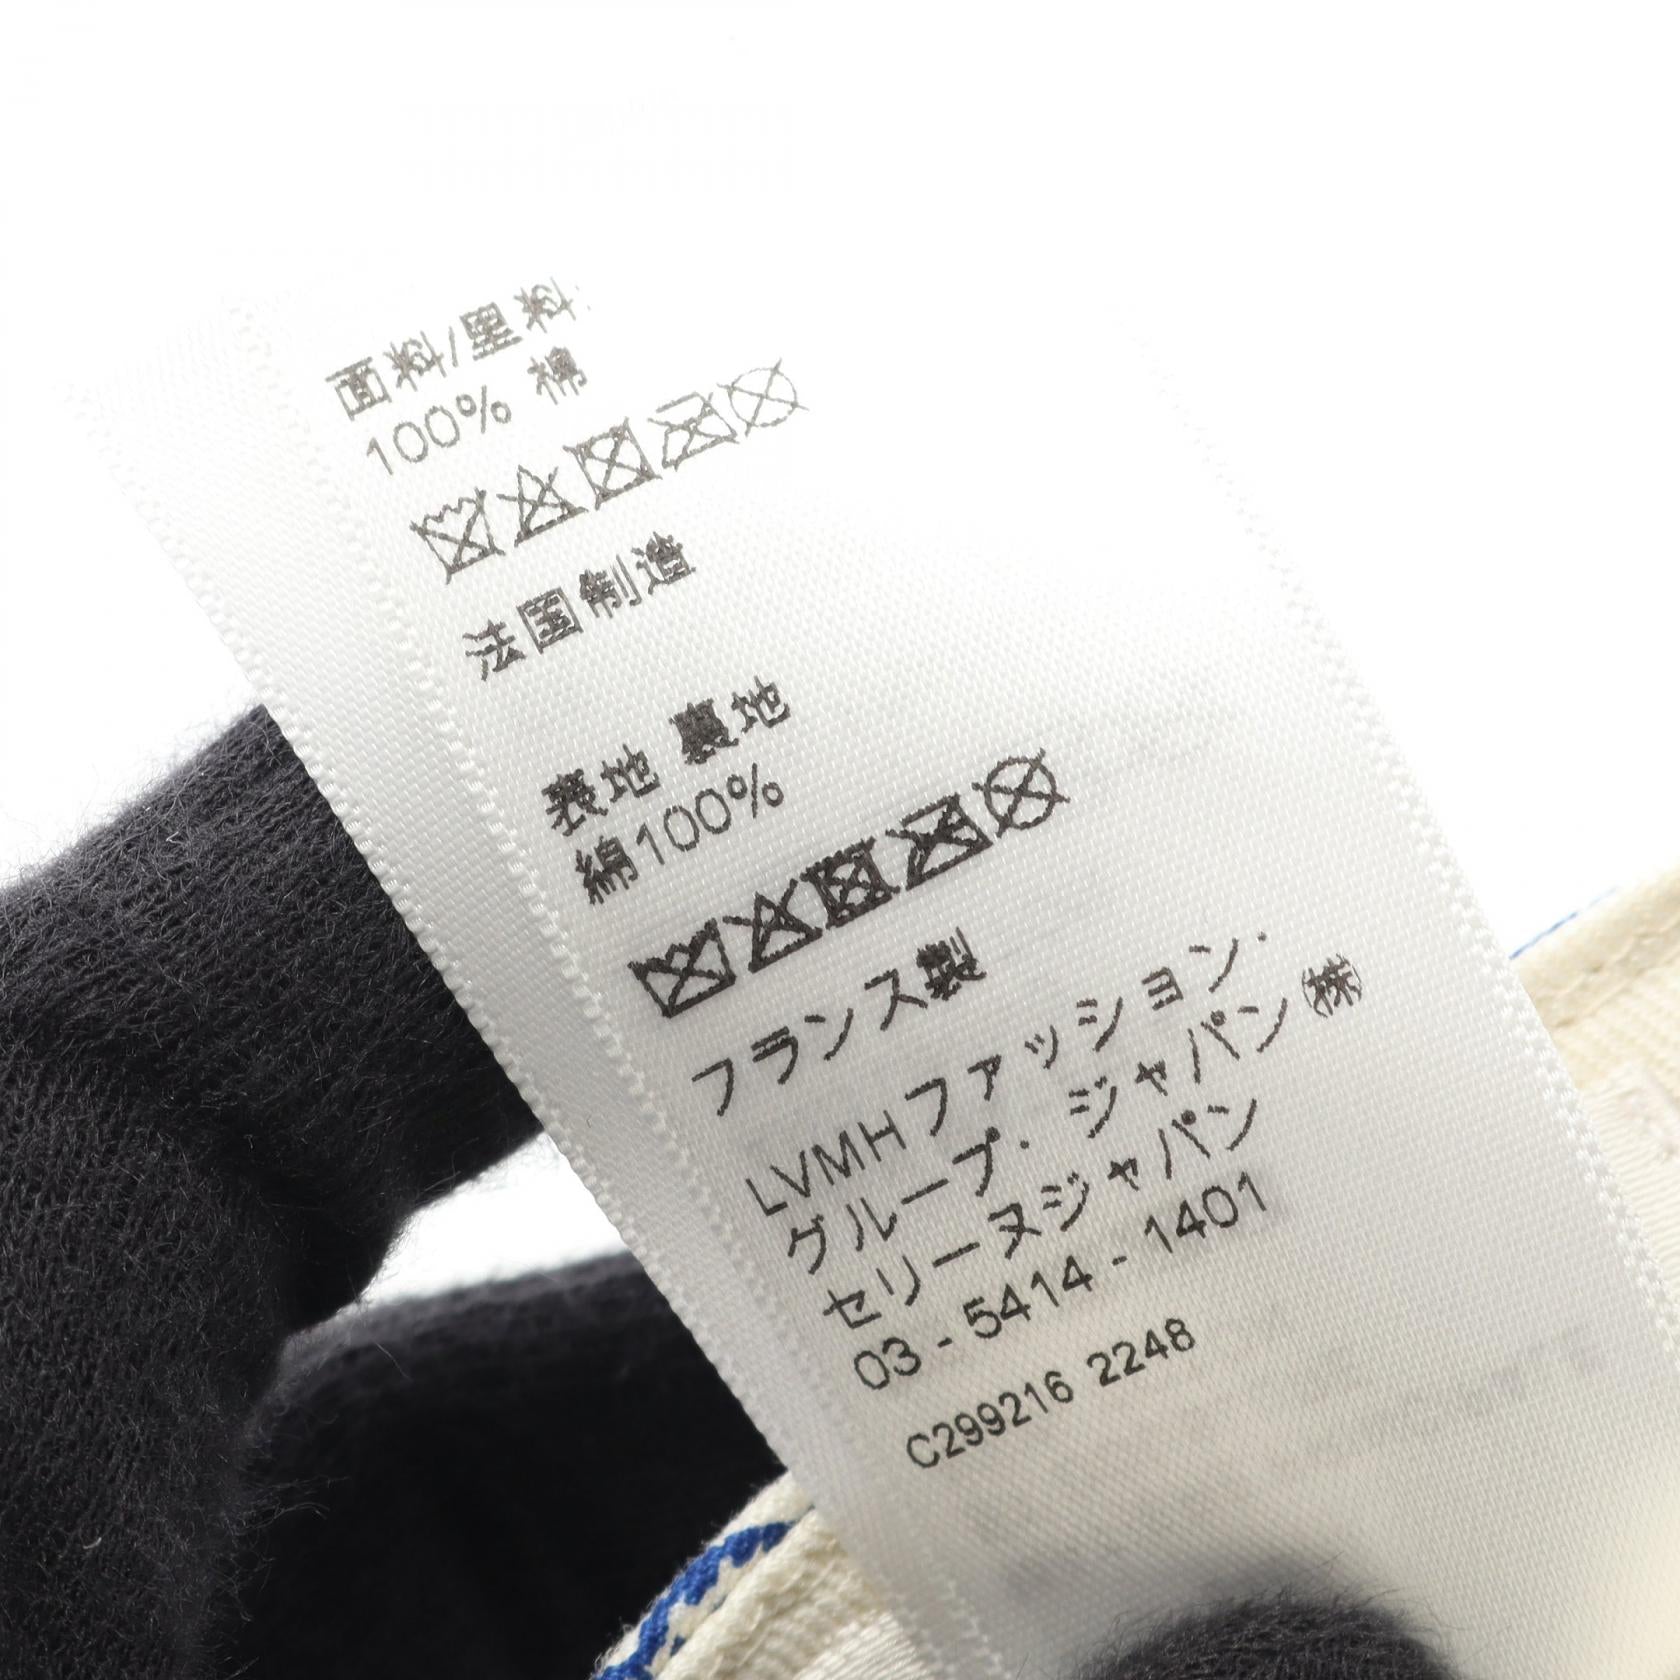 面料/里料:
100% 棉
法国制造
表地 裏地
綿100%
フランス製
LVMHファッション・
グループ・ジャパン㈱
セリーヌジャパン
03 - 5414 - 1401
C299216 2248